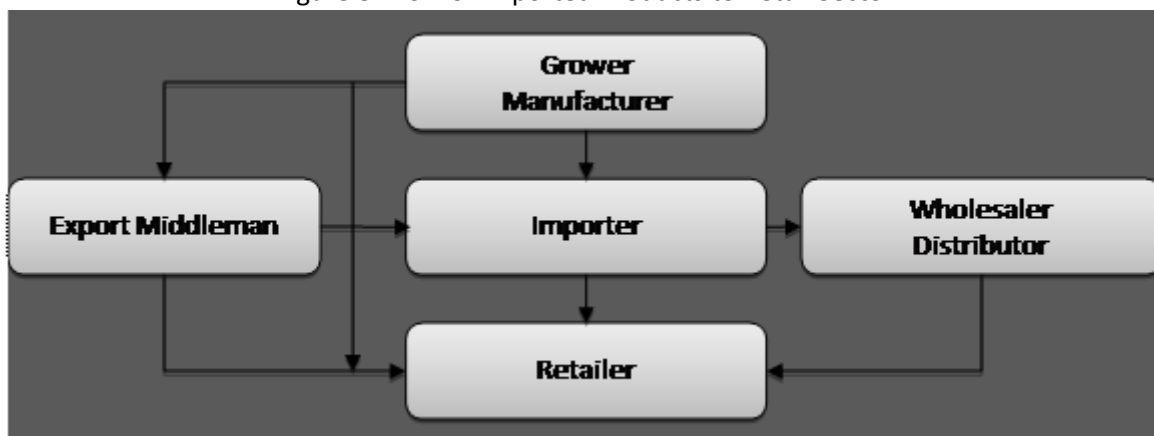 Grower
Manufacturer
Export Middleman
Importer
Wholesaler
Distributor
Retailer